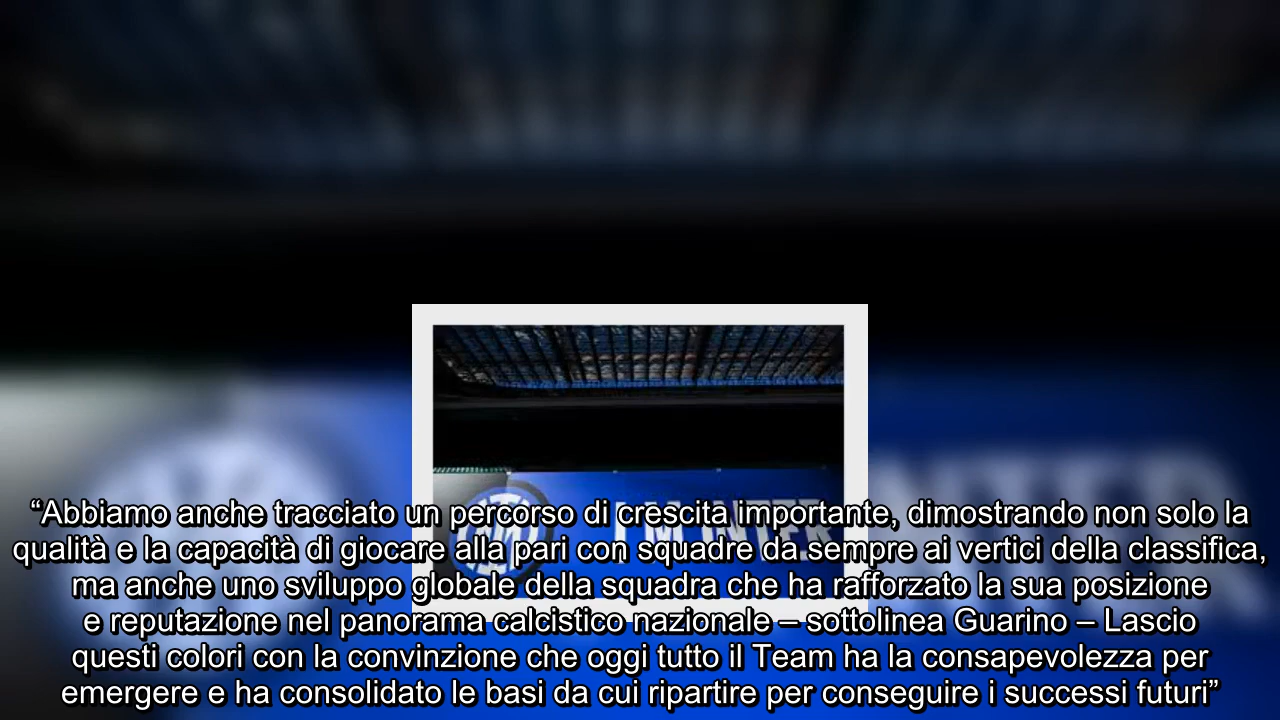 I M INTER
“Abbiamo anche tracciato un percorso di crescita importante, dimostrando non solo la
qualità e la capacità di giocare alla pari con squadre da sempre ai vertici della classifica,
ma anche uno sviluppo globale della squadra che ha rafforzato la sua posizione
e reputazione nel panorama calcistico nazionale – sottolinea Guarino – Lascio
questi colori con la convinzione che oggi tutto il Team ha la consapevolezza per
emergere e ha consolidato le basi da cui ripartire per conseguire i successi futuri”